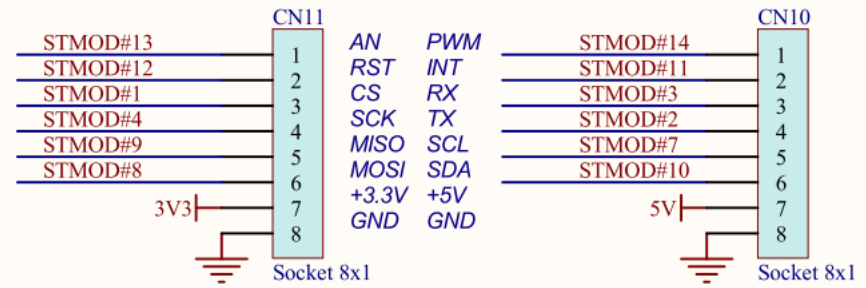 CN11 CN10
STMOD#13 1 AN PWM STMOD#14 1
STMOD#12 2 RST INT STMOD#11 2
STMOD#1 3 CS RX STMOD#3 3
STMOD#4 4 SCK TX STMOD#2 4
STMOD#9 5 MISO SCL STMOD#7 5
STMOD#8 6 MOSI SDA STMOD#10 6
3V3 7 +3.3V +5V 5V 7
8 GND GND 8
Socket 8x1 Socket 8x1